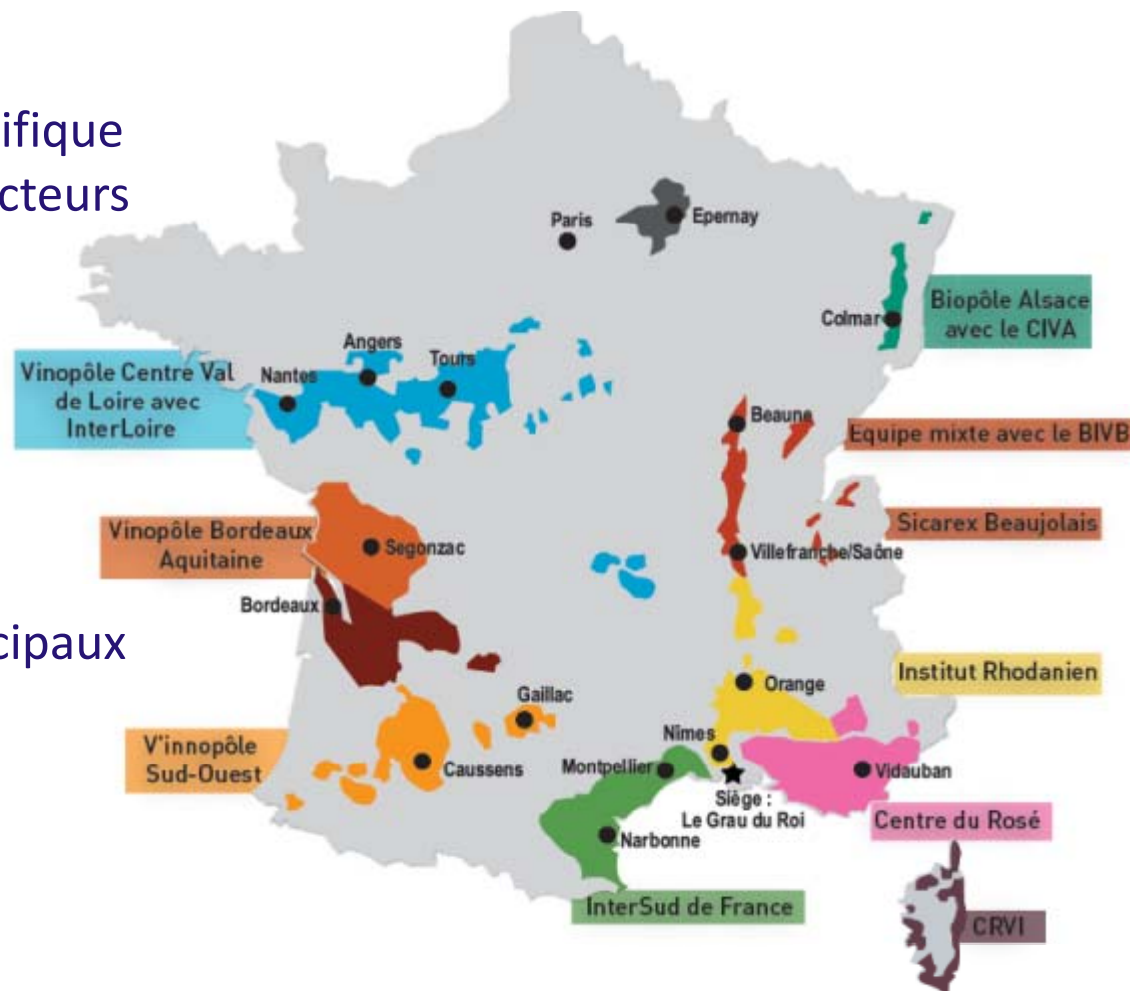 ifique
cteurs
Paris
Epernay
Biopôle Alsace
avec le CIVA
Colmar
Angers
Tours
Nantes
Vinopôle Centre Val
de Loire avec
InterLoire
Beaune
Equipe mixte avec le BIVB
Vinopôle Bordeaux
Aquitaine
Segonzac
Sicarex Beaujolais
Villefranche/Saône
Bordeaux
cipaux
Institut Rhodanien
Orange
Gaillac
Nîmes
V'innopôle
Sud-Ouest
Caussens
Montpellier
Vidauban
Siège :
Le Grau du Roi
Centre du Rosé
Narbonne
InterSud de France
CRVI